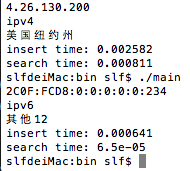 4.26.130.200
ipv4
美国纽约州
insert time: 0.002582
search time: 0.000811
slfdeiMac:bin slf$ ./main
2C0F:FCD8:0:0:0:0:0:234
ipv6
其他12
insert time: 0.000641
search time: 6.5e-05
slfdeiMac:bin slf$